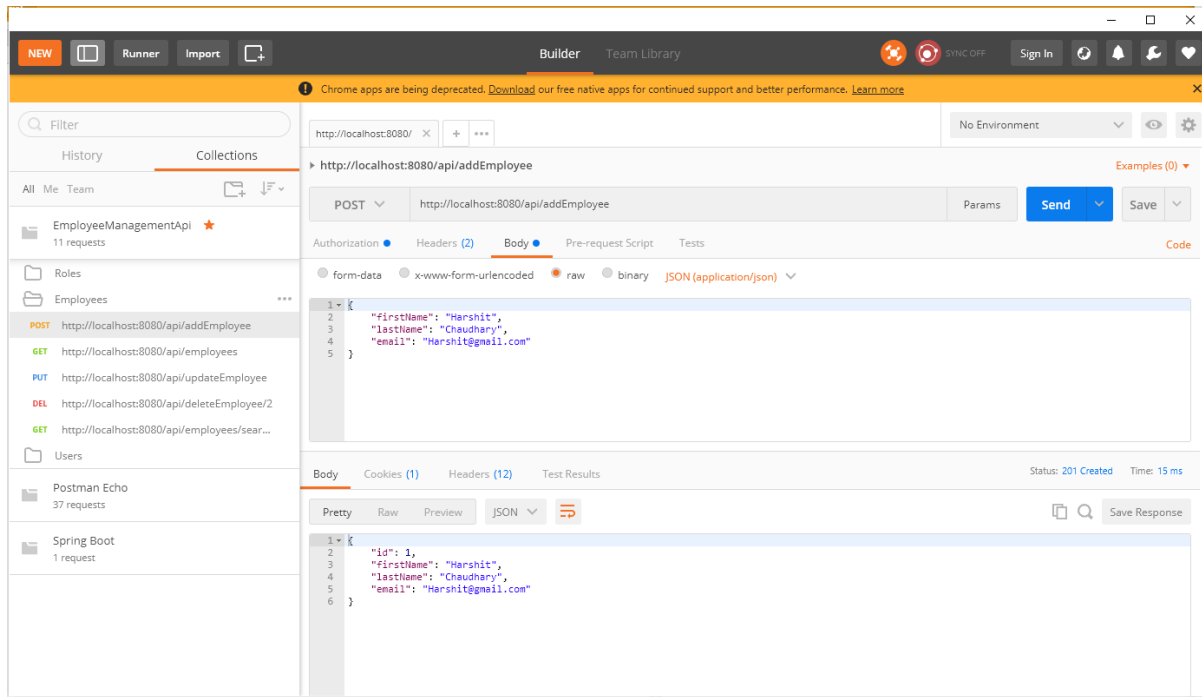 NEW Runner Import Builder Team Library SYNC OFF Sign In
Chrome apps are being deprecated. Download our free native apps for continued support and better performance. Learn more
Filter
History Collections
All Me Team
EmployeeManagementApi
11 requests
Roles
Employees
POST http://localhost:8080/api/addEmployee
GET http://localhost:8080/api/employees
PUT http://localhost:8080/api/updateEmployee
DEL http://localhost:8080/api/deleteEmployee/2
GET http://localhost:8080/api/employees/sear...
Users
Postman Echo
37 requests
Spring Boot
1 request
http://localhost:8080/
No Environment
http://localhost:8080/api/addEmployee Examples (0)
POST http://localhost:8080/api/addEmployee Params Send Save
Authorization Headers (2) Body Pre-request Script Tests Code
form-data x-www-form-urlencoded raw binary JSON (application/json)
1 {
2 "firstName": "Harshit",
3 "lastName": "Chaudhary",
4 "email": "Harshit@gmail.com"
5 }
Body Cookies (1) Headers (12) Test Results Status: 201 Created Time: 15 ms
Pretty Raw Preview JSON Save Response
1 {
2 "id": 1,
3 "firstName": "Harshit",
4 "lastName": "Chaudhary",
5 "email": "Harshit@gmail.com"
6 }